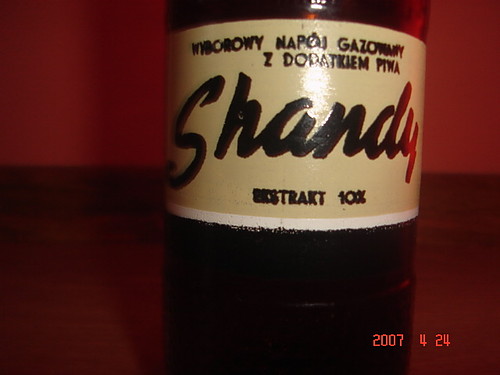 WYBOROWY NAPÓJ GAZOWANY
Z DODATKIEM PIWA
Shandy
EKSTRAKT 10%
2007 4 24